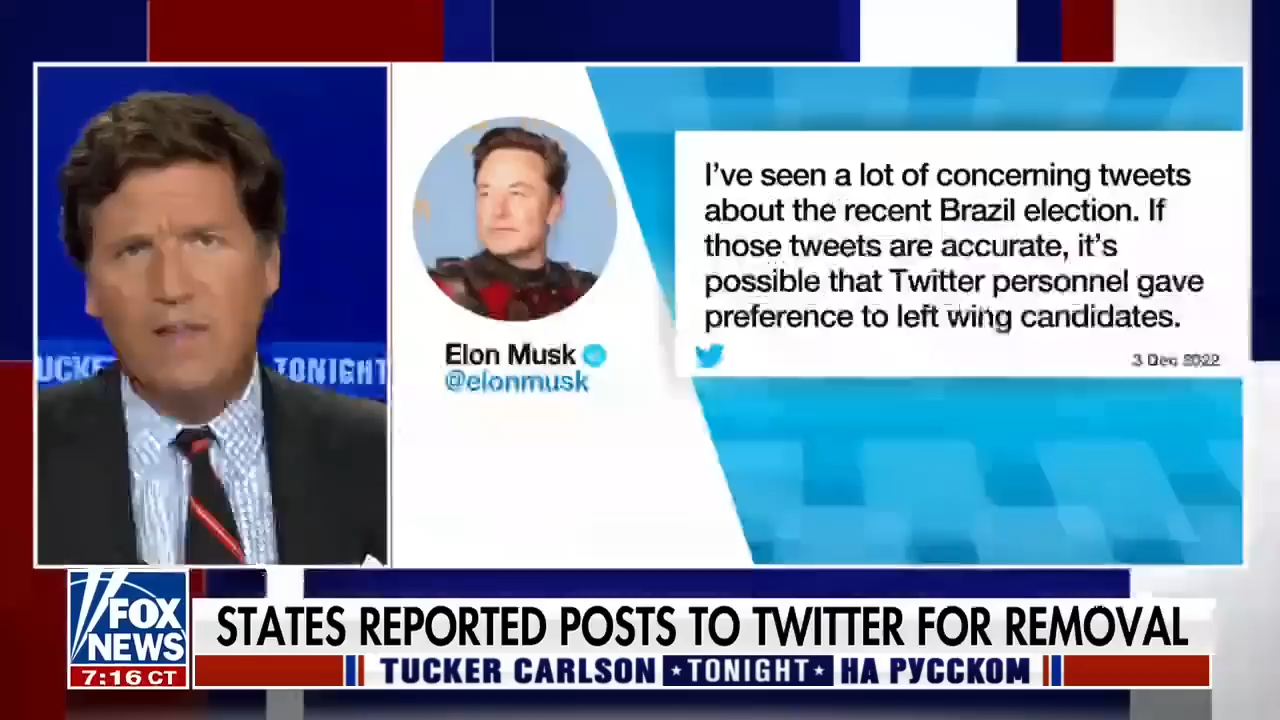 I've seen a lot of concerning tweets
about the recent Brazil election. If
those tweets are accurate, it's
possible that Twitter personnel gave
preference to left wing candidates.
3 Dec 2022
Elon Musk
@elonmusk
UCKE TONIGHT
FOX
NEWS
7:16 CT
STATES REPORTED POSTS TO TWITTER FOR REMOVAL
TUCKER CARLSON ★TONIGHT★ НА РУССКОМ